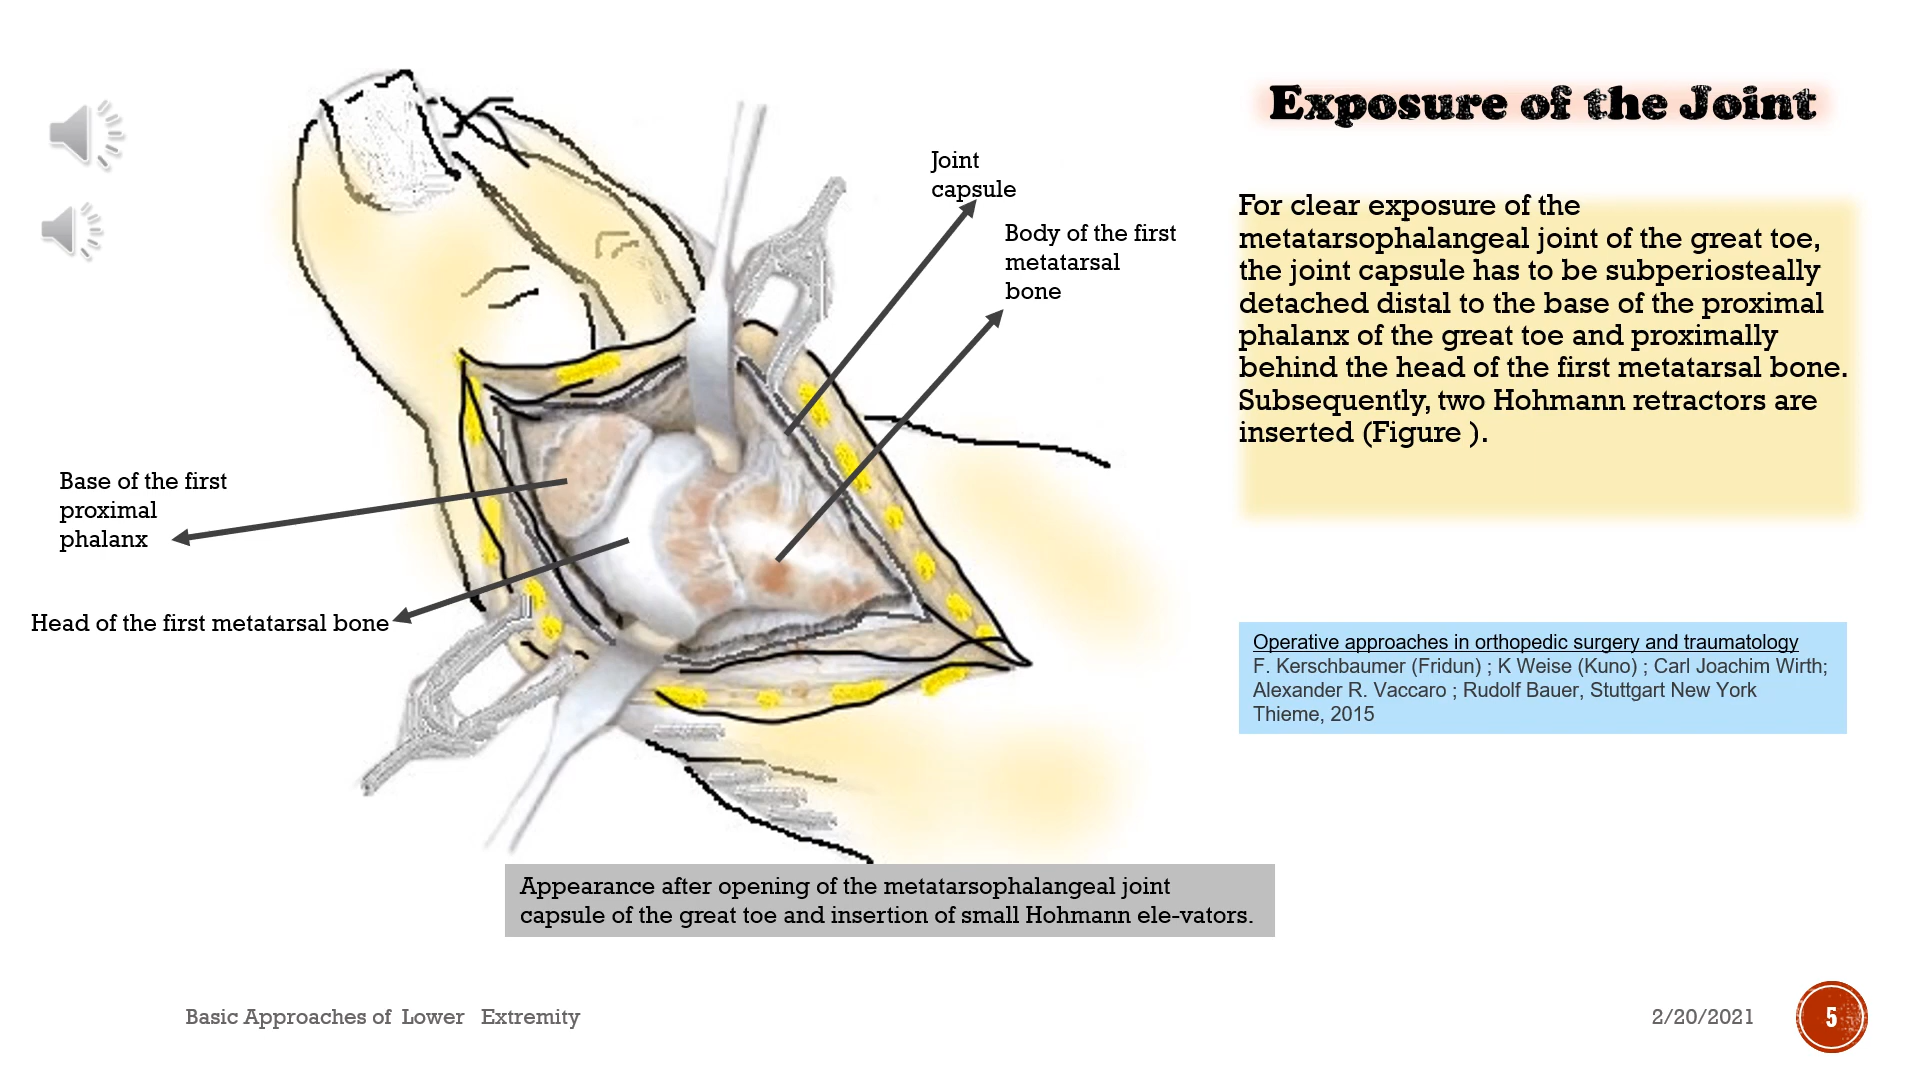 Exposure of the Joint
Joint
capsule
Body of the first
metatarsal
bone
Base of the first
proximal
phalanx
Head of the first metatarsal bone
For clear exposure of the
metatarsophalangeal joint of the great toe,
the joint capsule has to be subperiosteally
detached distal to the base of the proximal
phalanx of the great toe and proximally
behind the head of the first metatarsal bone.
Subsequently, two Hohmann retractors are
inserted (Figure ).
Operative approaches in orthopedic surgery and traumatology
F. Kerschbaumer (Fridun) ; K Weise (Kuno) ; Carl Joachim Wirth;
Alexander R. Vaccaro ; Rudolf Bauer, Stuttgart New York
Thieme, 2015
Appearance after opening of the metatarsophalangeal joint
capsule of the great toe and insertion of small Hohmann ele-vators.
Basic Approaches of Lower Extremity
2/20/2021
5